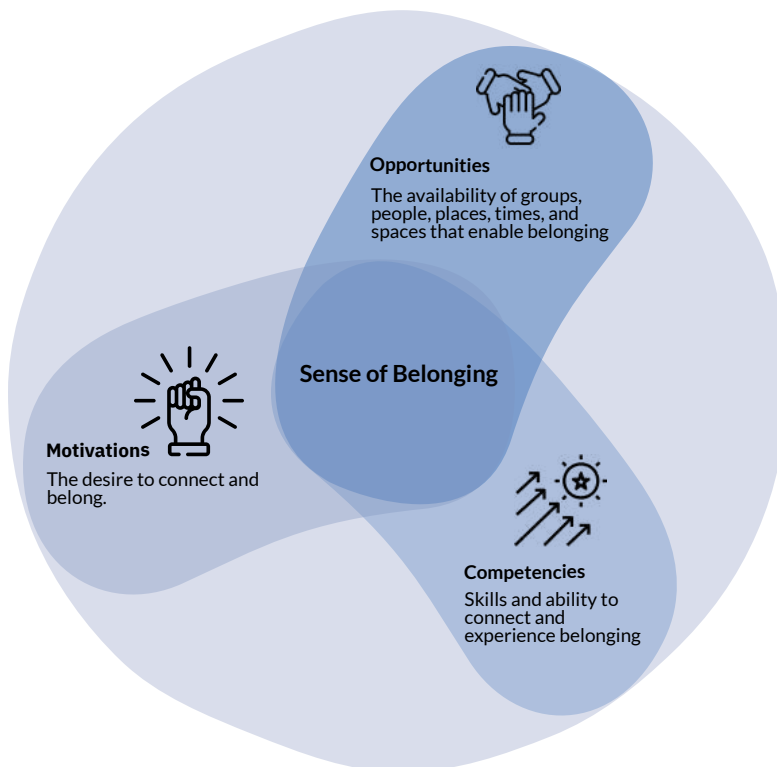 Opportunities
The availability of groups,
people, places, times, and
spaces that enable belonging
Sense of Belonging
Motivations
The desire to connect and
belong.
Competencies
Skills and ability to
connect and
experience belonging